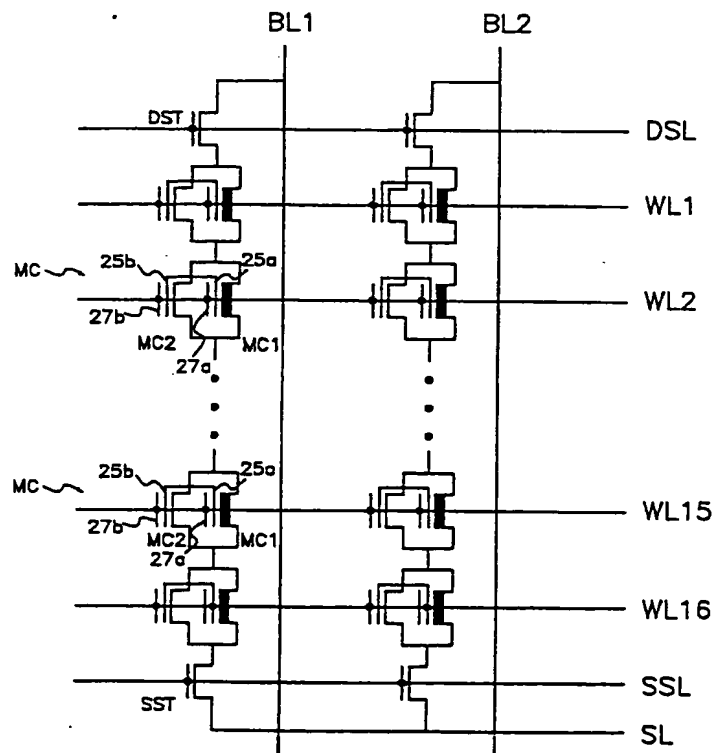 BL1 BL2
DST DSL
WL1
MC 25b 25a
WL2
27b MC2 MC1
27a
25b 25a
MC
WL15
27b MC2 MC1
27a
WL16
SSL
SST
SL